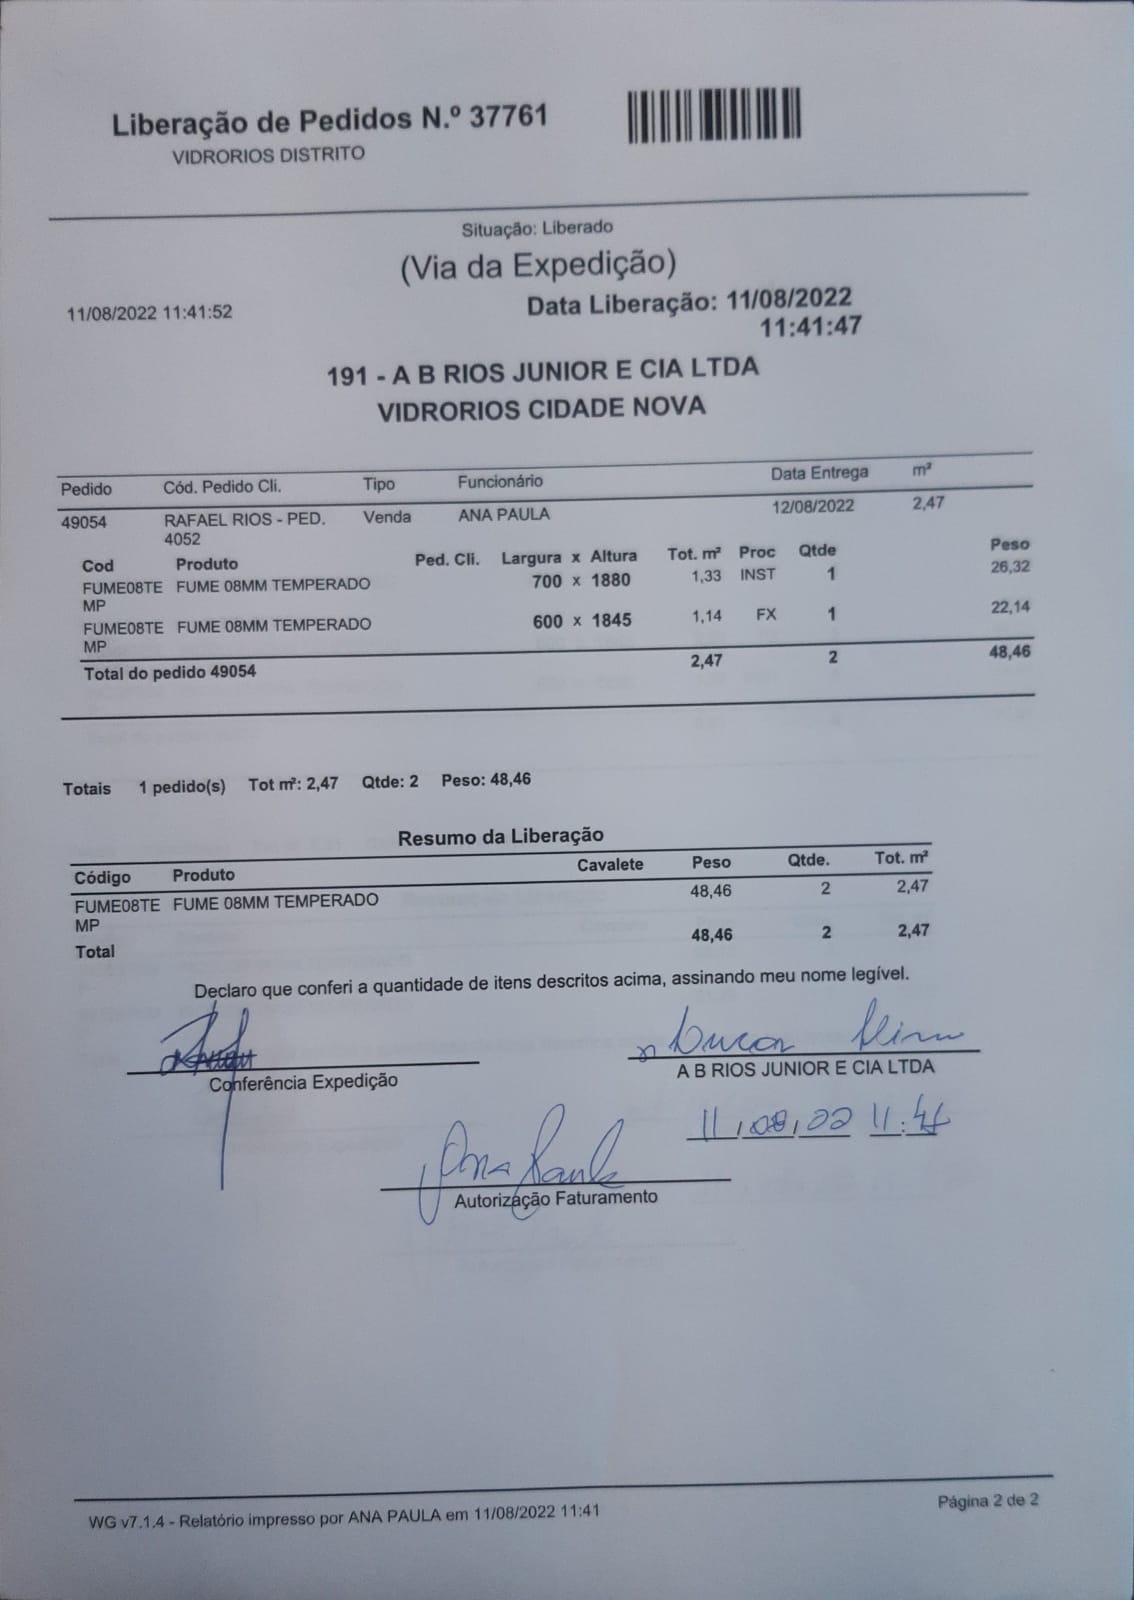 Liberação de Pedidos N.º 37761
VIDRORIOS DISTRITO
Situação: Liberado
(Via da Expedição)
11/08/2022 11:41:52
Data Liberação: 11/08/2022
11:41:47
191 - A B RIOS JUNIOR E CIA LTDA
VIDRORIOS CIDADE NOVA
Pedido Cód. Pedido Cli. Tipo Funcionário Data Entrega m²
49054 RAFAEL RIOS - PED. Venda ANA PAULA 12/08/2022 2,47
4052
Cod Produto Ped. Cli. Largura x Altura Tot. m² Proc Qtde Peso
FUME08TE FUME 08MM TEMPERADO 700 x 1880 1,33 INST 1 26,32
MP
FUME08TE FUME 08MM TEMPERADO 600 x 1845 1,14 FX 1 22,14
MP
Total do pedido 49054 2,47 2 48,46
Totais 1 pedido(s) Tot m²: 2,47 Qtde: 2 Peso: 48,46
Resumo da Liberação
Código Produto Cavalete Peso Qtde. Tot. m²
FUME08TE FUME 08MM TEMPERADO 48,46 2 2,47
MP
Total 48,46 2 2,47
Declaro que conferi a quantidade de itens descritos acima, assinando meu nome legível.
Conferência Expedição
A B RIOS JUNIOR E CIA LTDA
11/08/22
Ana Paula
Autorização Faturamento
WG v7.1.4 - Relatório impresso por ANA PAULA em 11/08/2022 11:41
Página 2 de 2